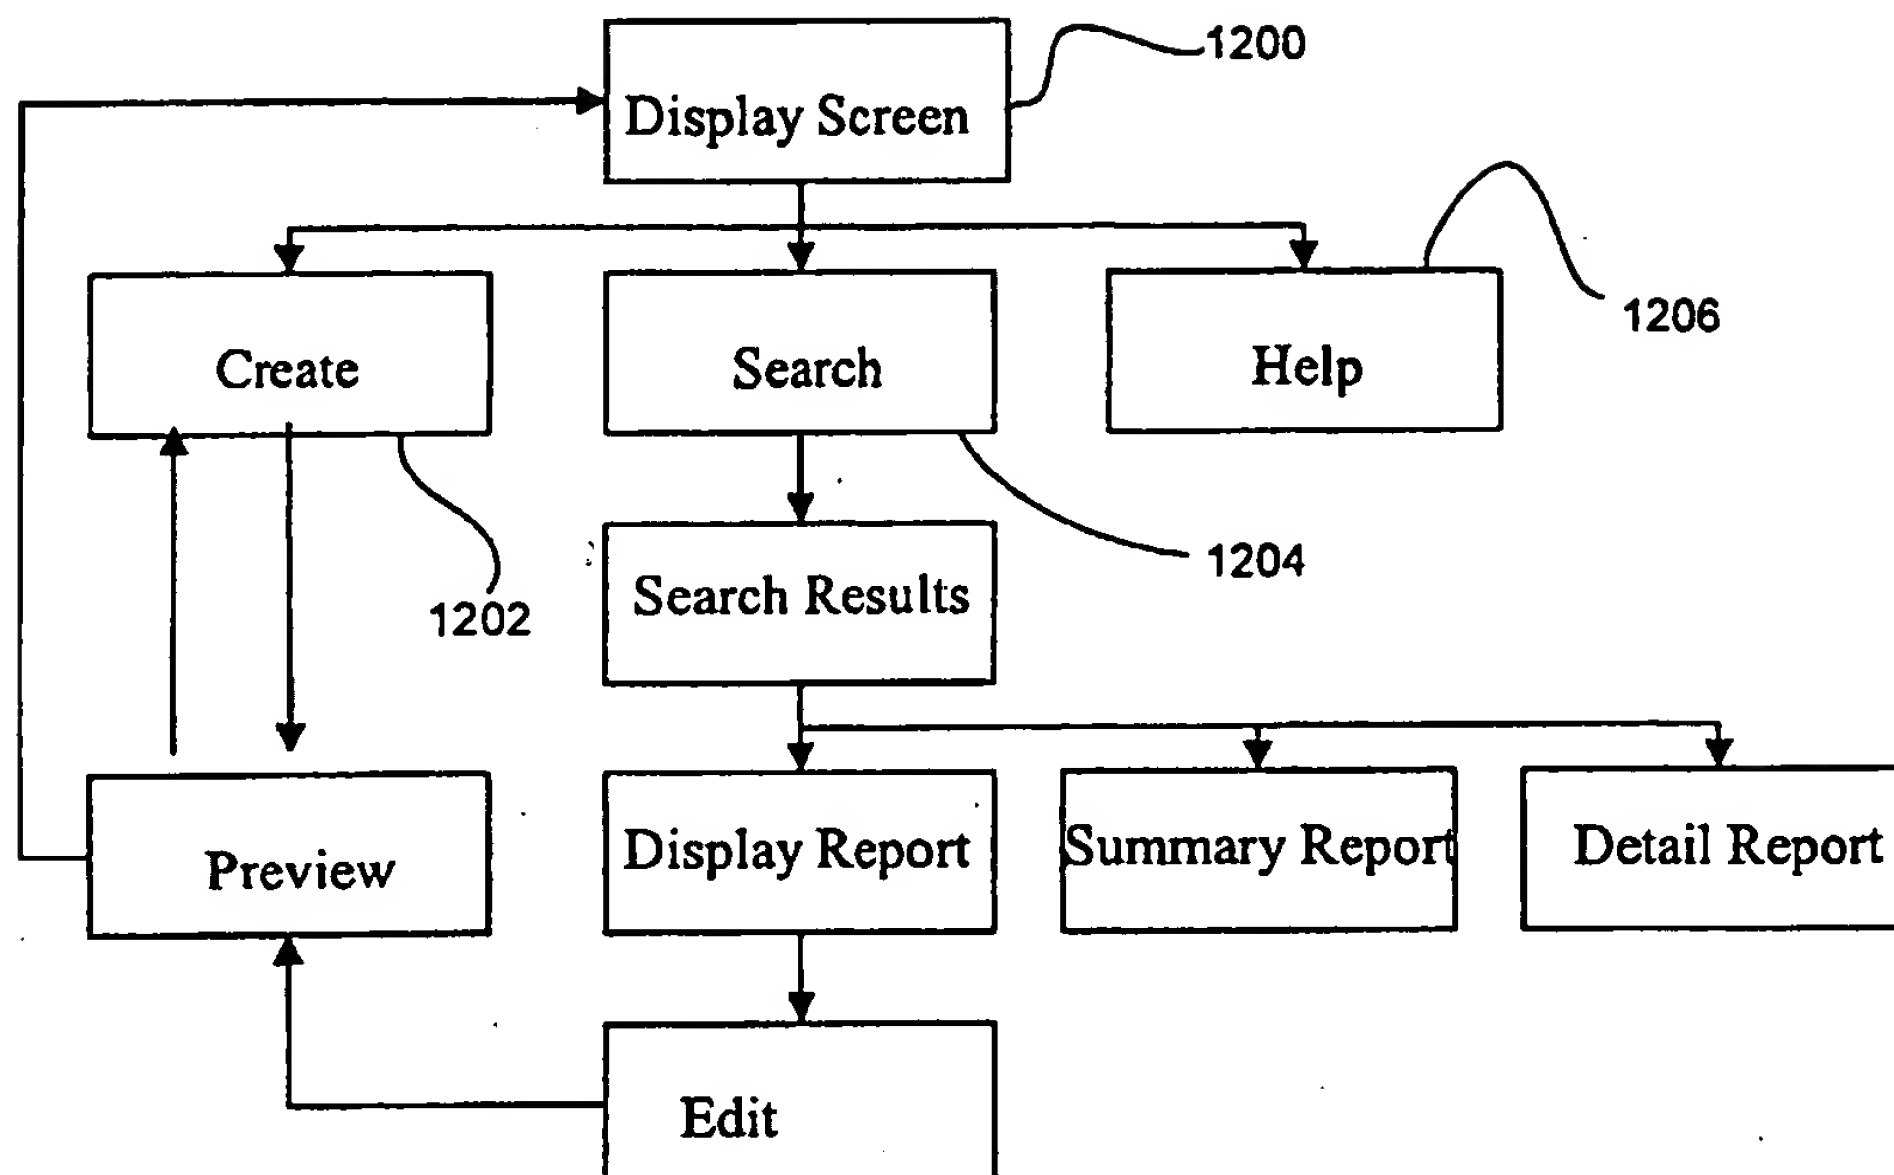 1200
Display Screen
1206
Create
Search
Help
1204
1202
Search Results
Display Report
Summary Report
Detail Report
Preview
Edit